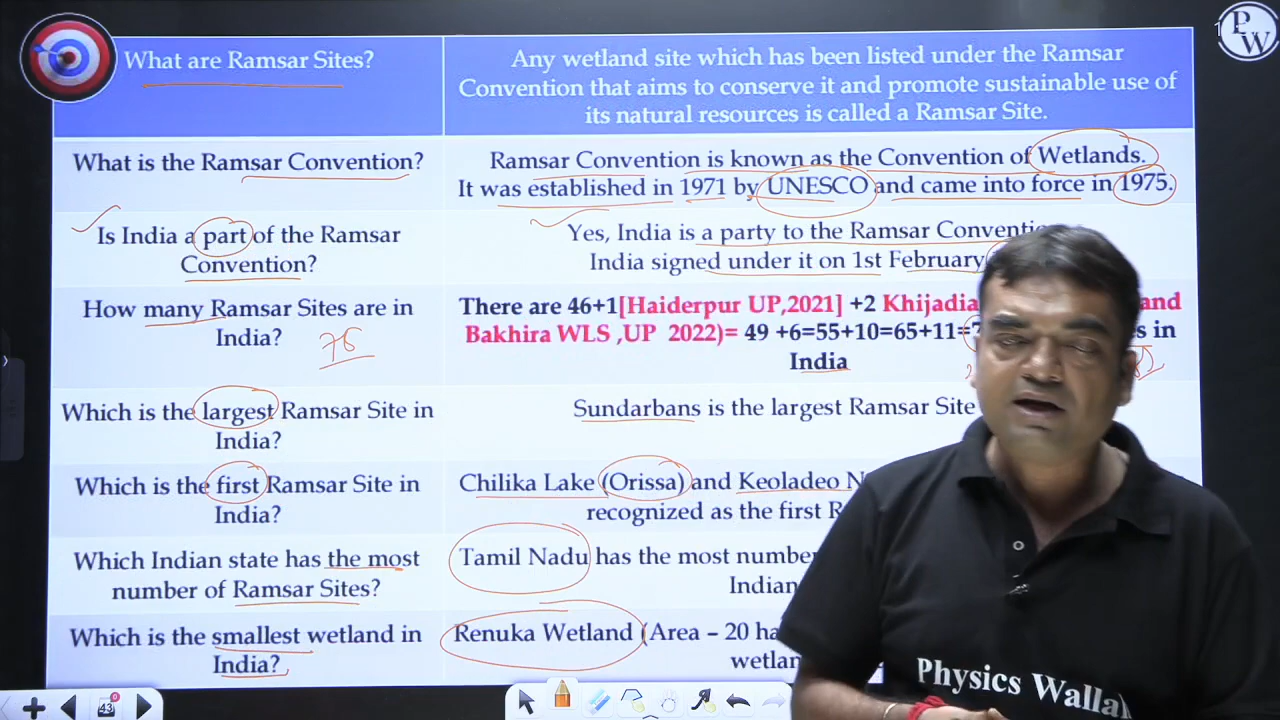 PW
What are Ramsar Sites?
Any wetland site which has been listed under the Ramsar
Convention that aims to conserve it and promote sustainable use of
its natural resources is called a Ramsar Site.
What is the Ramsar Convention?
Ramsar Convention is known as the Convention of Wetlands.
It was established in 1971 by UNESCO and came into force in 1975.
Is India a part of the Ramsar
Convention?
Yes, India is a party to the Ramsar
India signed under it on 1st February
How many Ramsar Sites are in
India?
76
There are 46+1[Haiderpur UP,2021] +2 Khijadia and
Bakhira WLS ,UP 2022)= 49 +6=55+10=65+11= in
India
Which is the largest Ramsar Site in
India?
Sundarbans is the largest Ramsar Site
Which is the first Ramsar Site in
India?
Chilika Lake (Orissa) and Keoladeo
recognized as the first
Which Indian state has the most
number of Ramsar Sites?
Tamil Nadu has the most
Indian
Which is the smallest wetland in
India?
Renuka Wetland (Area – 20
43
0
Physics